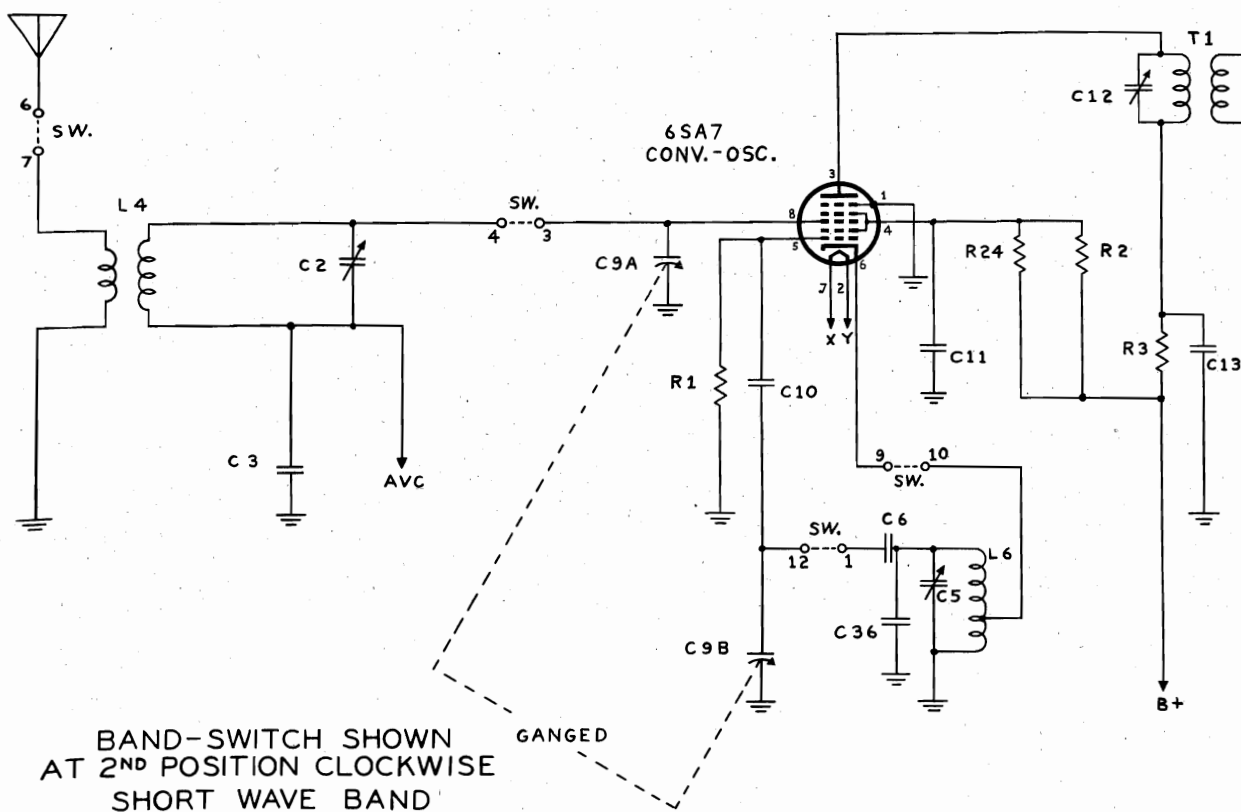 T1
C12
6SA7
CONV.-OSC.
6
SW.
7
L4
3
1
SW.
4
3
8
4
5
6
C2
C9A
R24
R2
7
2
X
Y
R1
C10
C11
R3
C13
C3
AVC
9
10
SW.
SW.
C6
L6
12
1
C5
C36
C9B
B+
GANGED
BAND-SWITCH SHOWN
AT 2ND POSITION CLOCKWISE
SHORT WAVE BAND